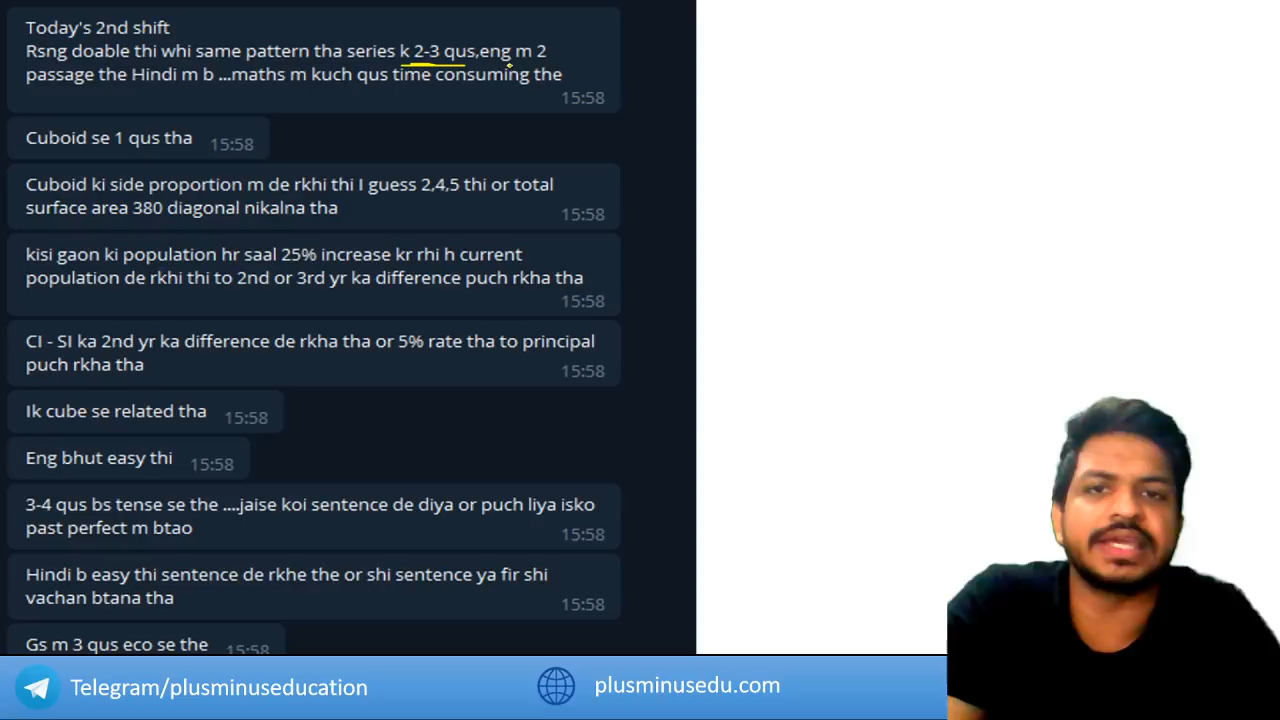 Today's 2nd shift
Rsng doable thi whi same pattern tha series k 2-3 qus,eng m 2
passage the Hindi m b ...maths m kuch qus time consuming the
15:58
Cuboid se 1 qus tha 15:58
Cuboid ki side proportion m de rkhi thi I guess 2,4,5 thi or total
surface area 380 diagonal nikalna tha 15:58
kisi gaon ki population hr saal 25% increase kr rhi h current
population de rkhi thi to 2nd or 3rd yr ka difference puch rkha tha
15:58
CI - SI ka 2nd yr ka difference de rkha tha or 5% rate tha to principal
puch rkha tha 15:58
Ik cube se related tha 15:58
Eng bhut easy thi 15:58
3-4 qus bs tense se the ....jaise koi sentence de diya or puch liya isko
past perfect m btao 15:58
Hindi b easy thi sentence de rkhe the or shi sentence ya fir shi
vachan btana tha 15:58
Gs m 3 qus eco se the 15:58
Telegram/plusminuseducation
plusminusedu.com